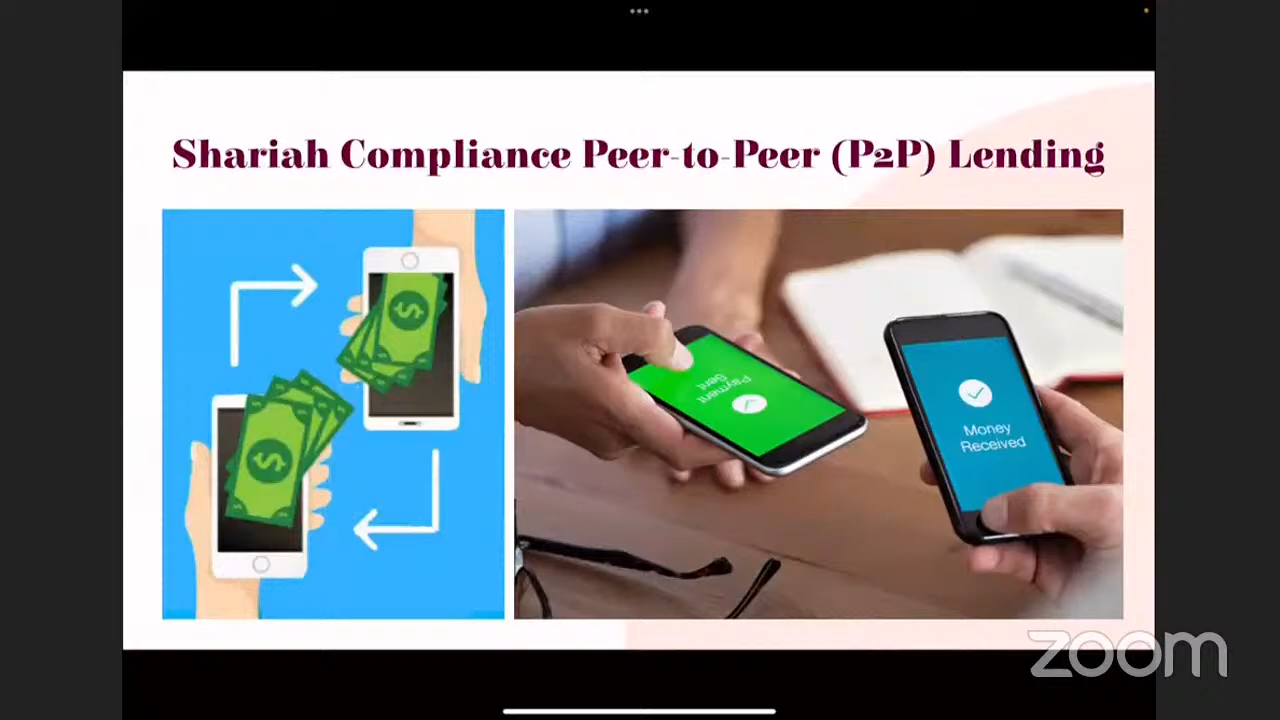 Shariah Compliance Peer-to-Peer (P2P) Lending
$
$
Payment
Sent
Money
Received
zoom